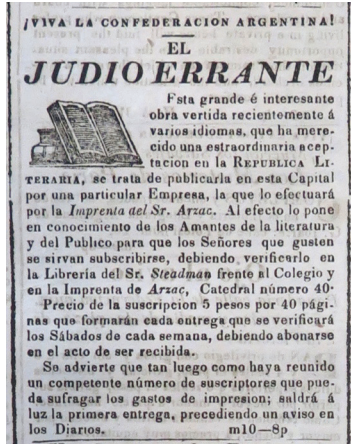 ¡VIVA LA CONFEDERACION ARGENTINA!
EL
JUDIO ERRANTE
Esta grande é interesante
obra vertida recientemente á
varios idiomas, que ha mere-
cido una estraordinaria acep-
tacion en la REPUBLICA LI-
TERARIA, se trata de publicarla en esta Capital
por una particular Empresa, la que lo efectuará
por la Imprenta del Sr. Arzac. Al efecto lo pone
en conocimiento de los Amantes de la literatura
y del Publico para que los Señores que gusten
se sirvan subscribirse, debiendo verificarlo en
la Librería del Sr. Steadman frente al Colegio y
en la Imprenta de Arzac, Catedral número 40.
Precio de la suscripcion 5 pesos por 40 pági-
nas que formarán cada entrega que se verificará
los Sábados de cada semana, debiendo abonarse
en el acto de ser recibida.
Se advierte que tan luego como haya reunido
un competente número de suscriptores que pue-
da sufragar los gastos de impresion; saldrá á
luz la primera entrega, precediendo un aviso en
los Diarios. m10—8p